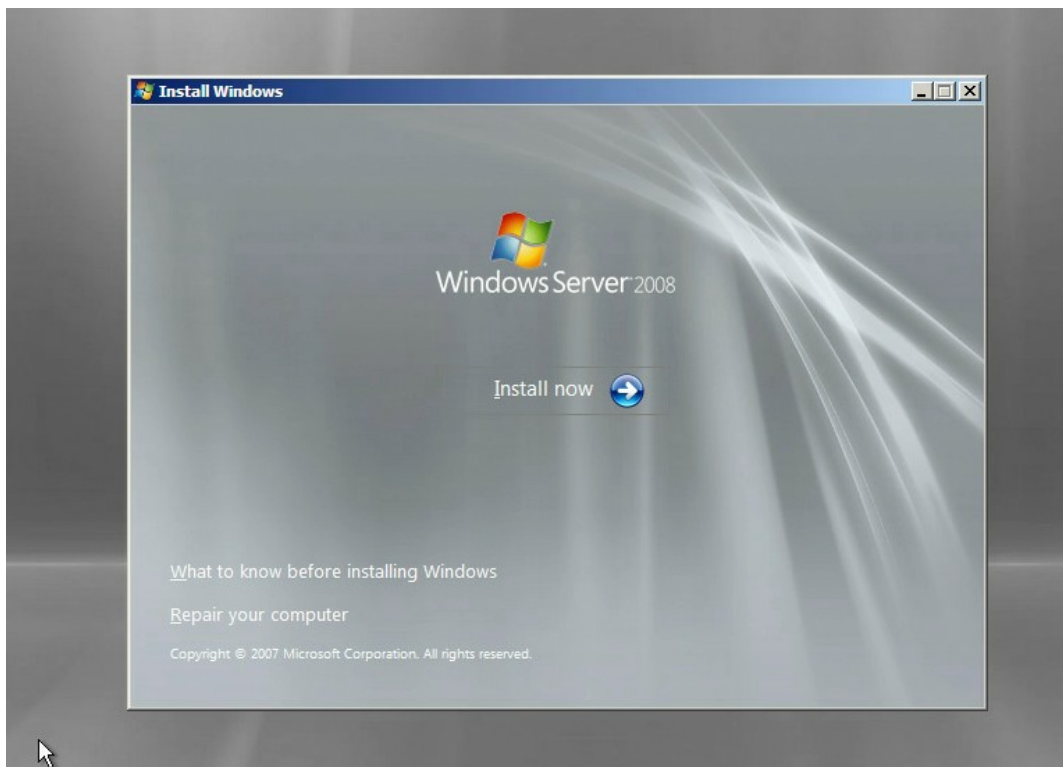 Install Windows
Windows Server 2008
Install now
What to know before installing Windows
Repair your computer
Copyright © 2007 Microsoft Corporation. All rights reserved.